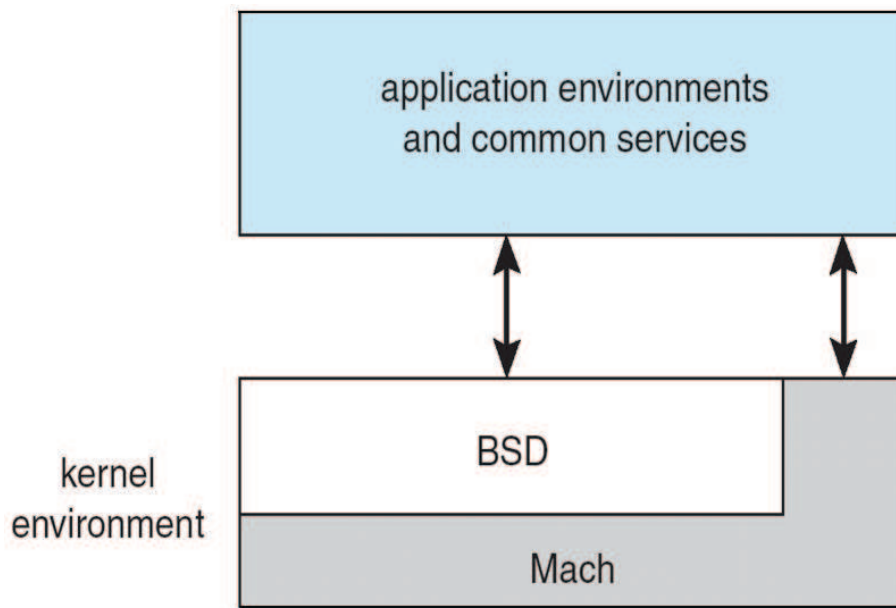 application environments
and common services
BSD
kernel
environment
Mach